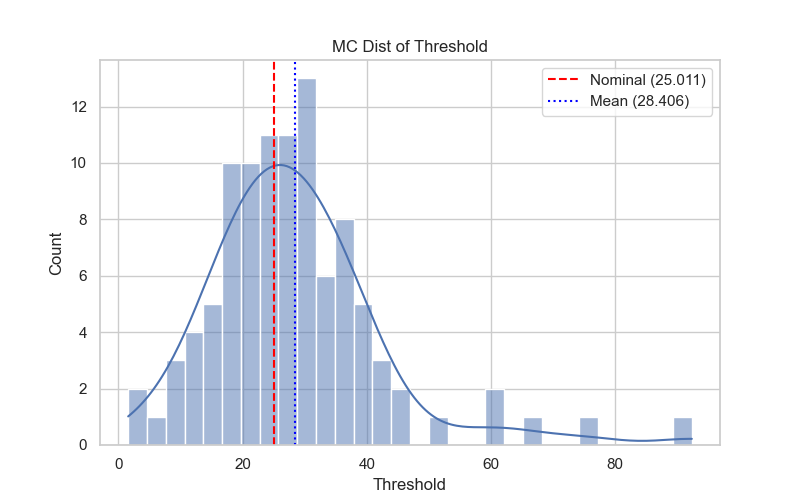 MC Dist of Threshold
Nominal (25.011)
Mean (28.406)
Count
12
10
8
6
4
2
0
0 20 40 60 80
Threshold